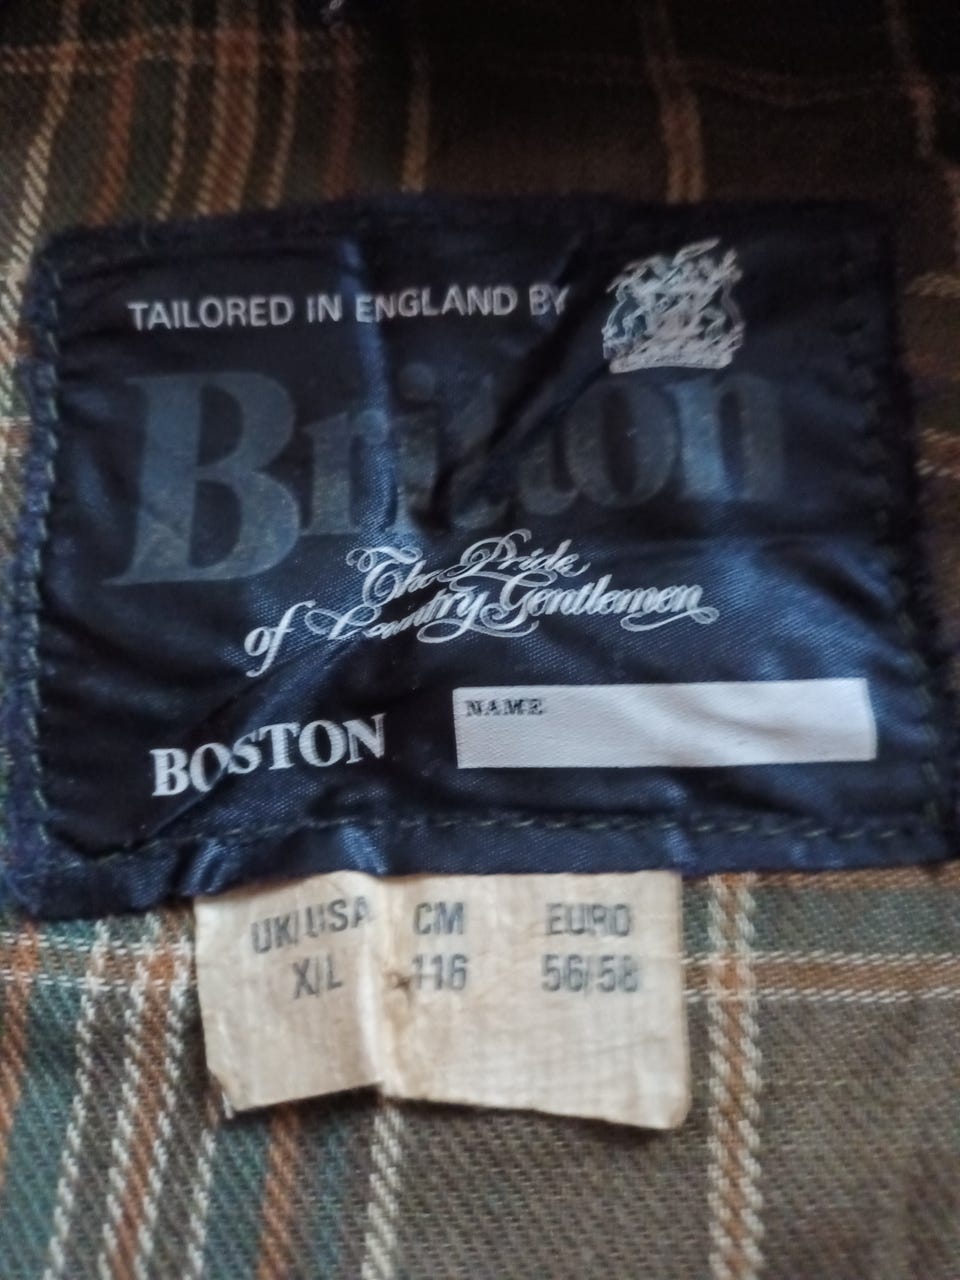 TAILORED IN ENGLAND BY
Briton
The Pride
of Country Gentlemen
BOSTON
NAME
UK/USA CM EURO
X/L 116 56/58